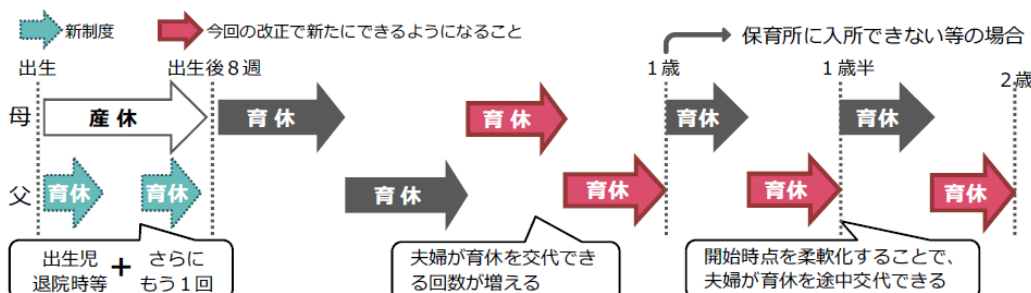 新制度
今回の改正で新たにできるようになること
保育所に入所できない等の場合
出生
出生後8週
1歳
1歳半
2歳
母
産休
育休
育休
育休
育休
父
育休
育休
育休
育休
育休
育休
出生児
退院時等
+
さらに
もう1回
夫婦が育休を交代でき
る回数が増える
開始時点を柔軟化することで、
夫婦が育休を途中交代できる